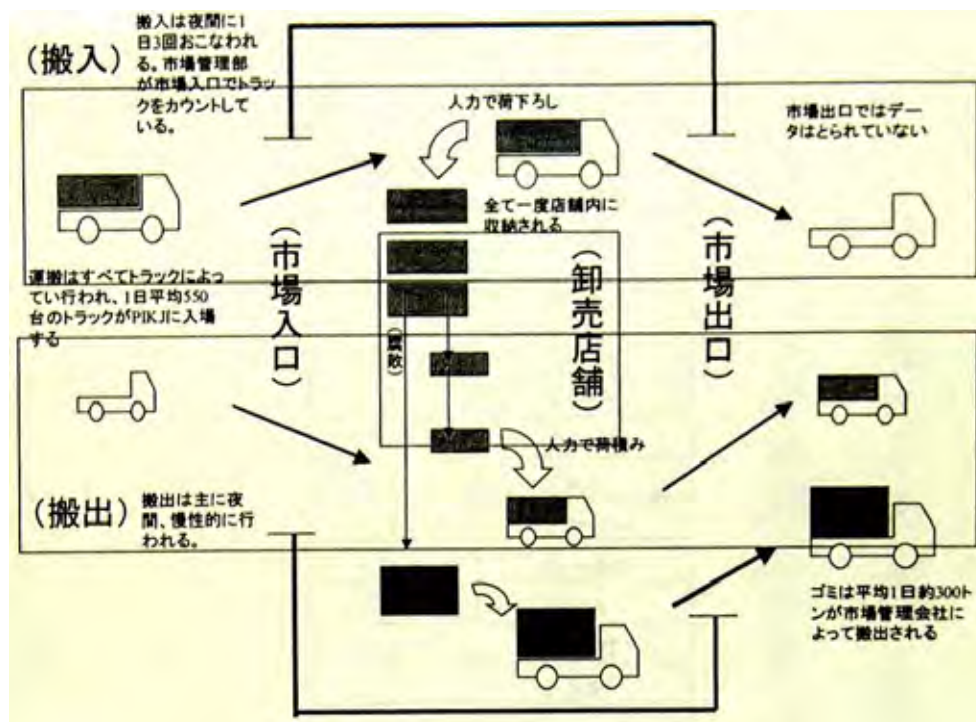 (搬入)
搬入は夜間に1
日3回おこなわれ
る。市場管理部
が市場入口でトラッ
クをカウントして
いる。
人力で荷下ろし
市場出口ではデー
タはとられていない
全て一度店舗内に
収納される
(市場入口)
(卸売店舗)
(市場出口)
運搬はすべてトラックによっ
てい行われ、1日平均550
台のトラックがPIKJIに入場
する
(腐敗)
人力で荷積み
(搬出)
搬出は主に夜
間、慢性的に行
われる。
ゴミは平均1日約300ト
ンが市場管理会社に
よって搬出される